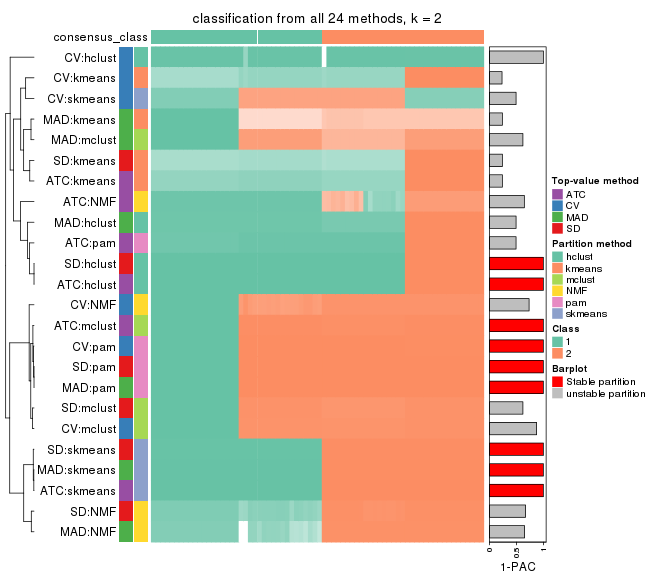 classification from all 24 methods, k = 2
consensus_class
CV:hclust
CV:kmeans
CV:skmeans
MAD:kmeans
MAD:mclust
SD:kmeans
ATC:kmeans
ATC:NMF
MAD:hclust
ATC:pam
SD:hclust
ATC:hclust
CV:NMF
ATC:mclust
CV:pam
SD:pam
MAD:pam
SD:mclust
CV:mclust
SD:skmeans
MAD:skmeans
ATC:skmeans
SD:NMF
MAD:NMF
0
0.5
1
1-PAC
Top-value method
ATC
CV
MAD
SD
Partition method
hclust
kmeans
mclust
NMF
pam
skmeans
Class
1
2
Barplot
Stable partition
unstable partition